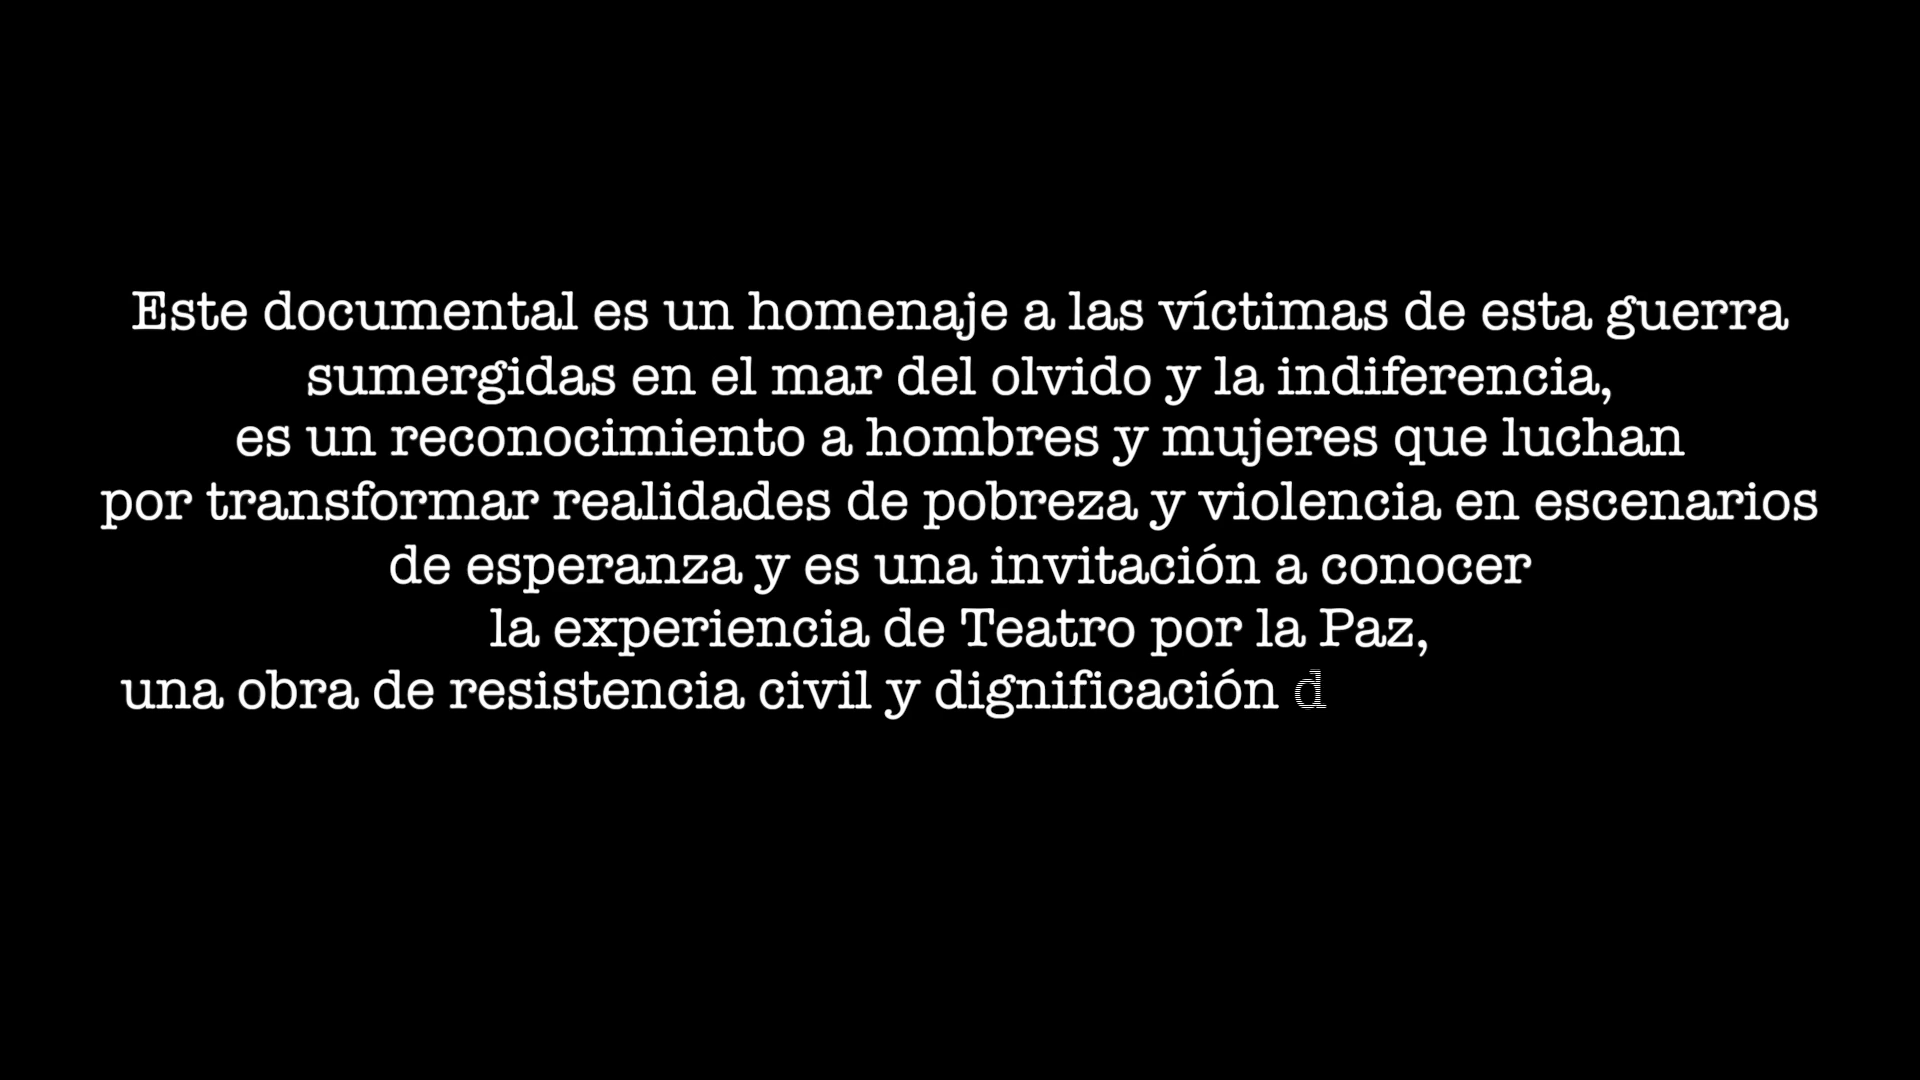 Este documental es un homenaje a las víctimas de esta guerra
sumergidas en el mar del olvido y la indiferencia,
es un reconocimiento a hombres y mujeres que luchan
por transformar realidades de pobreza y violencia en escenarios
de esperanza y es una invitación a conocer
la experiencia de Teatro por la Paz,
una obra de resistencia civil y dignificación d